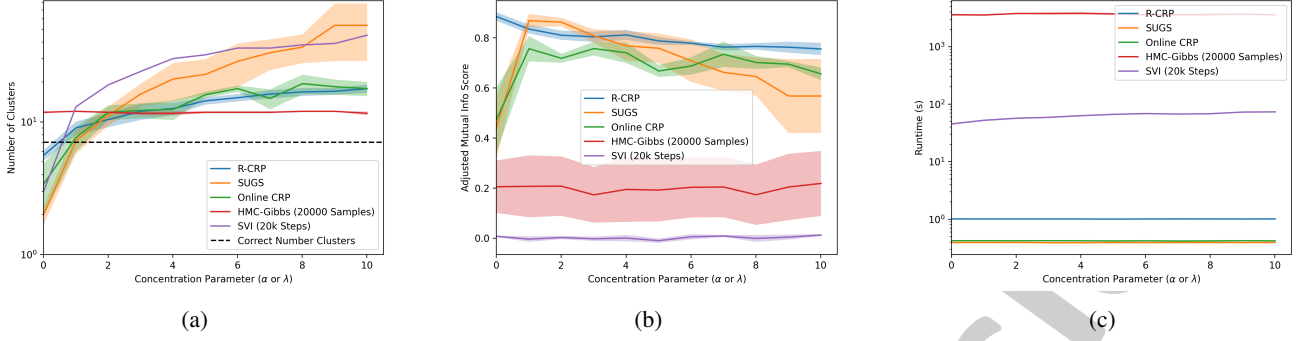 Number of Clusters
10¹
10⁰
0 2 4 6 8 10
Concentration Parameter (α or λ)
R-CRP
SUGS
Online CRP
HMC-Gibbs (20000 Samples)
SVI (20k Steps)
Correct Number Clusters
(a)
Adjusted Mutual Info Score
0.8
0.6
0.4
0.2
0.0
0 2 4 6 8 10
Concentration Parameter (α or λ)
R-CRP
SUGS
Online CRP
HMC-Gibbs (20000 Samples)
SVI (20k Steps)
(b)
Runtime (s)
10³
10²
10¹
10⁰
0 2 4 6 8 10
Concentration Parameter (α or λ)
R-CRP
SUGS
Online CRP
HMC-Gibbs (20000 Samples)
SVI (20k Steps)
(c)